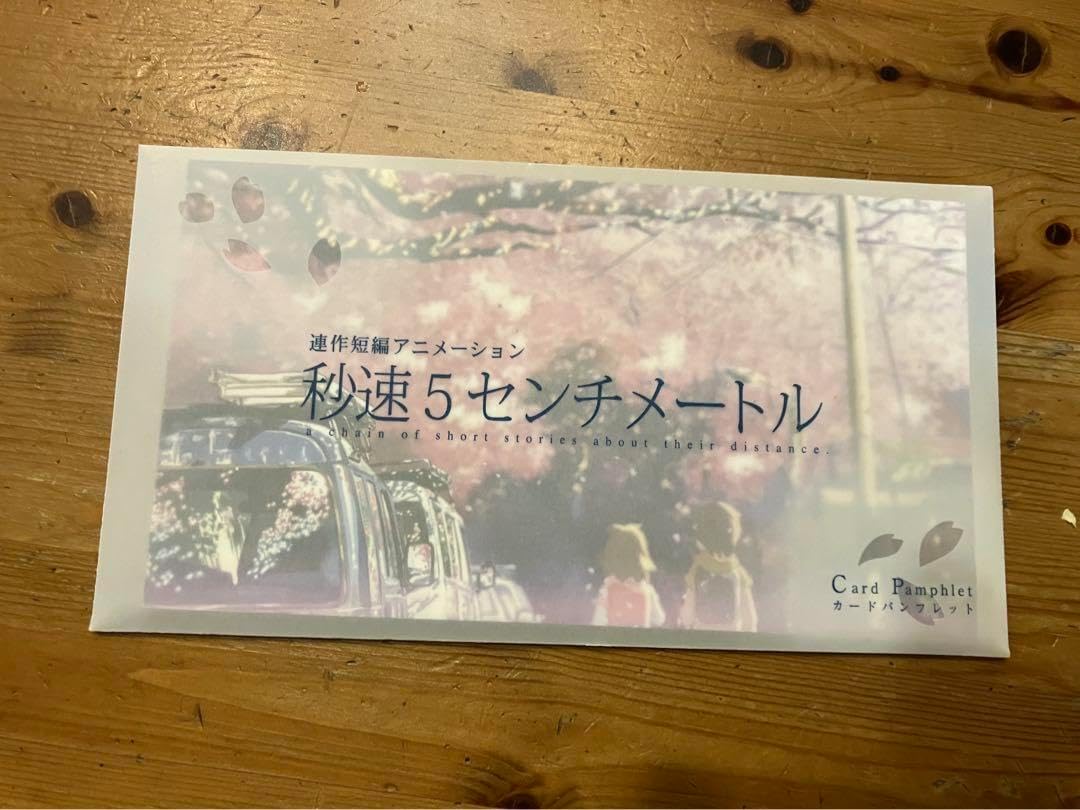 連作短編アニメーション
秒速5センチメートル
a chain of short stories about their distance.
Card Pamphlet
カードパンフレット